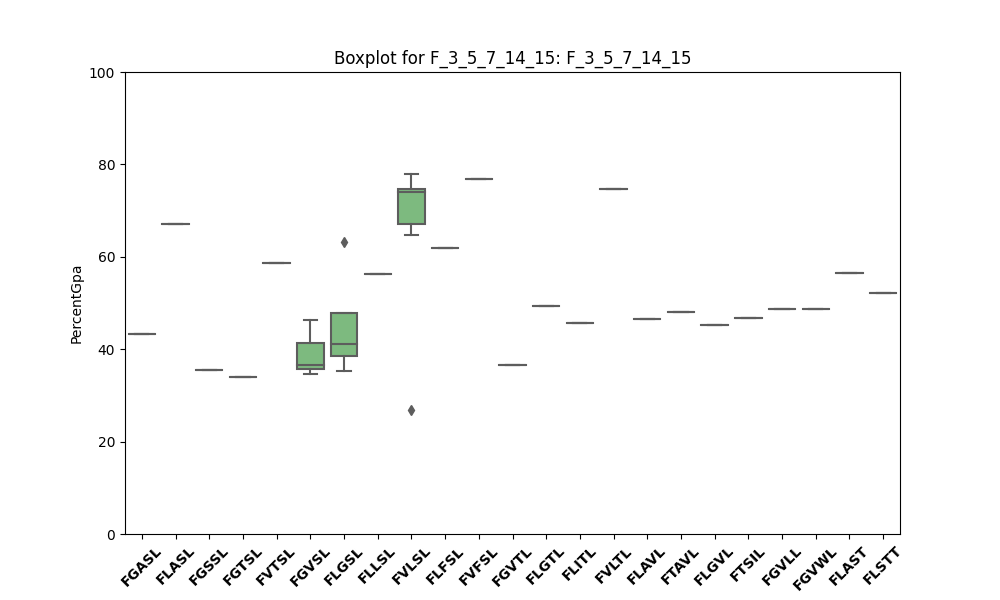 Boxplot for F_3_5_7_14_15: F_3_5_7_14_15
100
80
60
40
20
0
PercentGpa
FGASL
FLASL
FGSSL
FGTSL
FVTSL
FGVSL
FLGSL
FLLSL
FVLSL
FLFSL
FVFSL
FGVTL
FLGTL
FLITL
FVLTL
FLAVL
FTAVL
FLGVL
FTSIL
FGVLL
FGVWL
FLAST
FLSTT